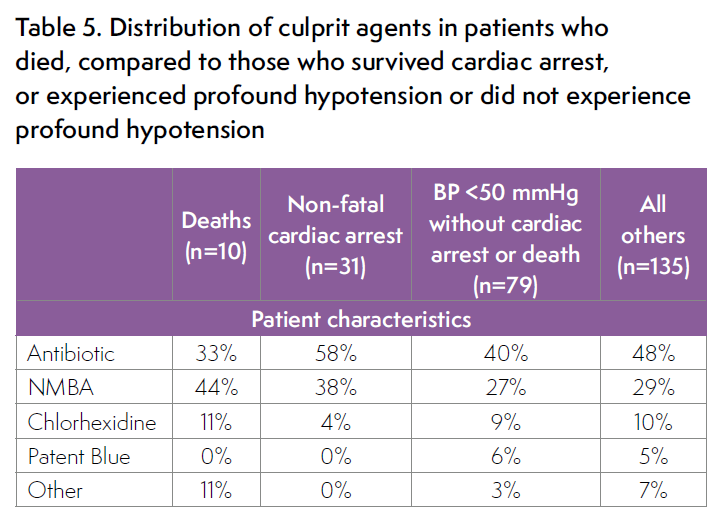 Table 5. Distribution of culprit agents in patients who
died, compared to those who survived cardiac arrest,
or experienced profound hypotension or did not experience
profound hypotension
Deaths (n=10) Non-fatal cardiac arrest (n=31) BP <50 mmHg without cardiac arrest or death (n=79) All others (n=135)
Patient characteristics
Antibiotic 33% 58% 40% 48%
NMBA 44% 38% 27% 29%
Chlorhexidine 11% 4% 9% 10%
Patent Blue 0% 0% 6% 5%
Other 11% 0% 3% 7%